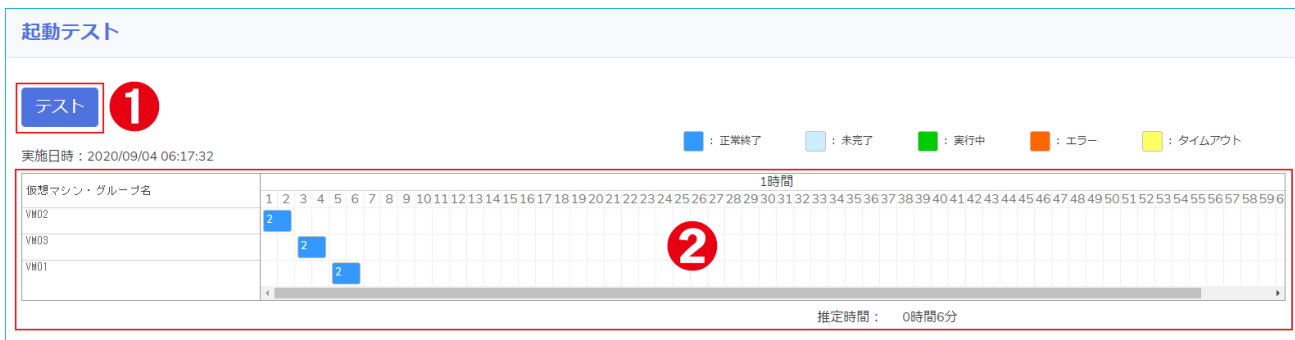 起動テスト
テスト
1
: 正常終了 : 未完了 : 実行中 : エラー : タイムアウト
実施日時：2020/09/04 06:17:32
仮想マシン・グループ名
1時間
1 2 3 4 5 6 7 8 9 10 11 12 13 14 15 16 17 18 19 20 21 22 23 24 25 26 27 28 29 30 31 32 33 34 35 36 37 38 39 40 41 42 43 44 45 46 47 48 49 50 51 52 53 54 55 56 57 58 59 6
VM02
2
VM03
2
2
VM01
2
推定時間： 0時間6分